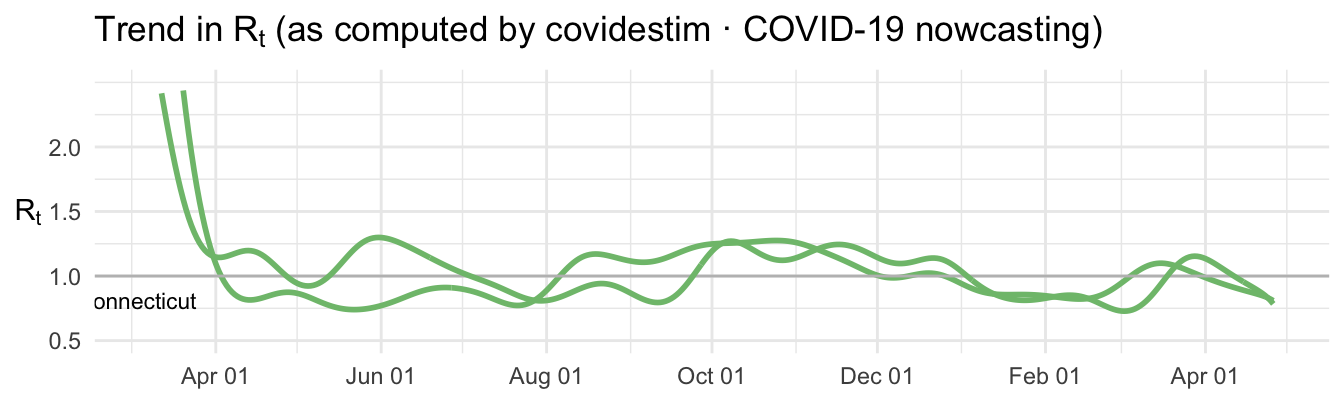 Trend in Rt (as computed by covidestim · COVID-19 nowcasting)
2.0
Rt
1.5
1.0
onnecticut
0.5
Apr 01 Jun 01 Aug 01 Oct 01 Dec 01 Feb 01 Apr 01